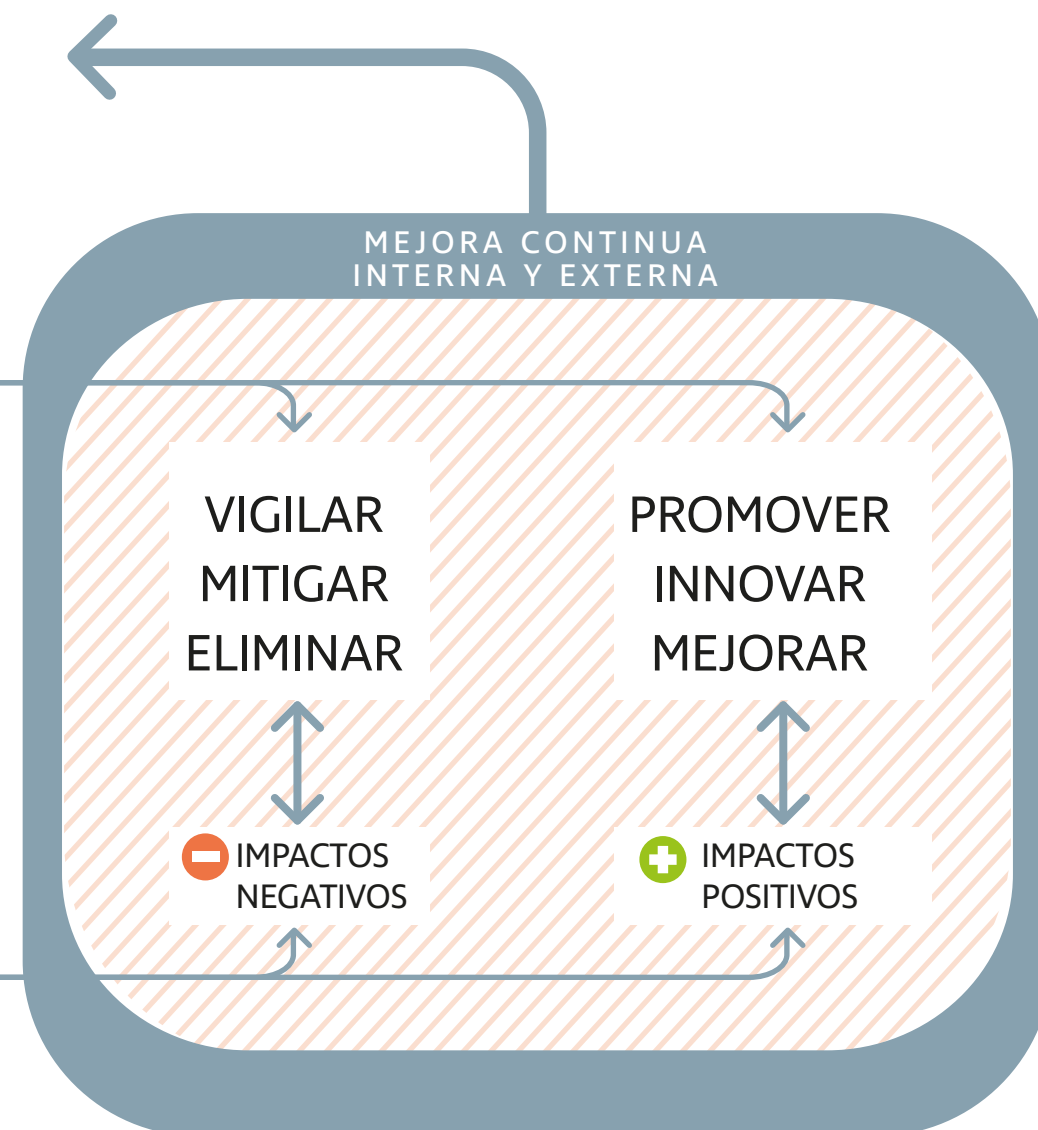 MEJORA CONTINUA
INTERNA Y EXTERNA
VIGILAR
MITIGAR
ELIMINAR
PROMOVER
INNOVAR
MEJORAR
IMPACTOS
NEGATIVOS
IMPACTOS
POSITIVOS